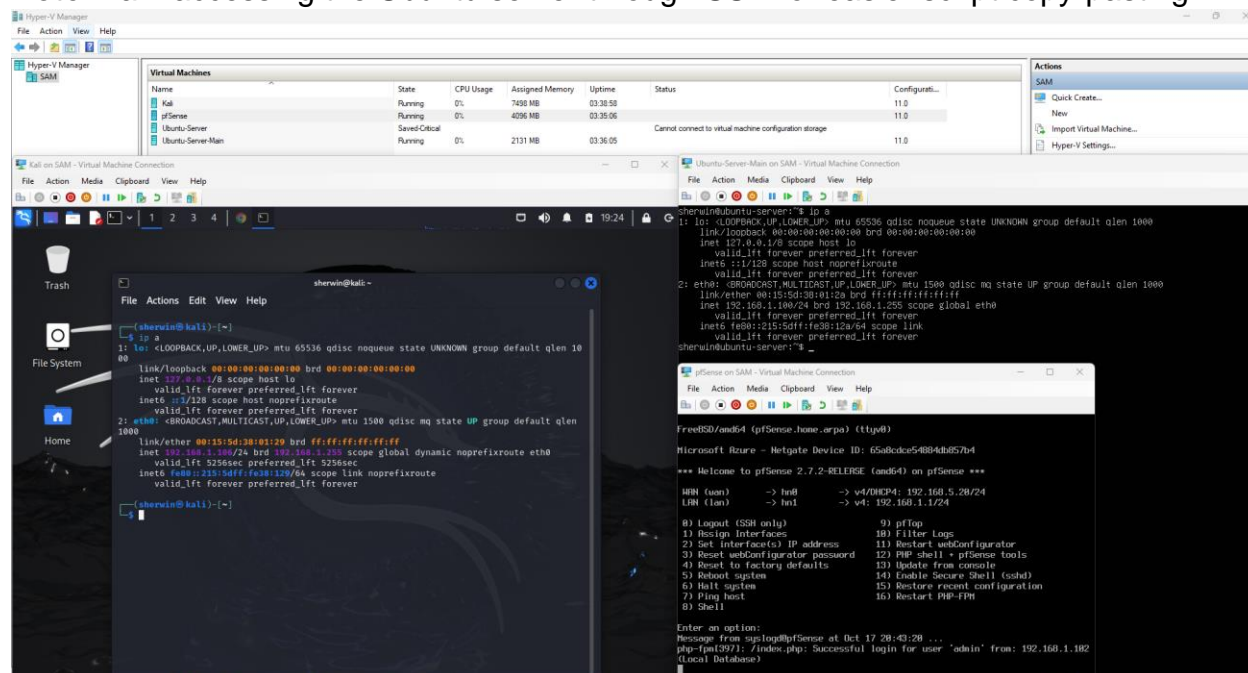 Hyper-V Manager
File Action View Help
Hyper-V Manager
SAM
Virtual Machines
Name State CPU Usage Assigned Memory Uptime Status Configurati...
Kali Running 0% 7498 MB 03:38:58 11.0
pfSense Running 0% 4096 MB 03:35:06 11.0
Ubuntu-Server Saved-Critical Cannot connect to virtual machine configuration storage
Ubuntu-Server-Main Running 0% 2131 MB 03:36:05 11.0
Actions
SAM
Quick Create...
New
Import Virtual Machine...
Hyper-V Settings...
Kali on SAM - Virtual Machine Connection
File Action Media Clipboard View Help
1 2 3 4
19:24
Trash
File System
Home
sherwin@kali: ~
File Actions Edit View Help
(sherwin㉿kali)-[~]
$ ip a
1: lo: <LOOPBACK,UP,LOWER_UP> mtu 65536 qdisc noqueue state UNKNOWN group default qlen 10
00
link/loopback 00:00:00:00:00:00 brd 00:00:00:00:00:00
inet 127.0.0.1/8 scope host lo
valid_lft forever preferred_lft forever
inet6 ::1/128 scope host noprefixroute
valid_lft forever preferred_lft forever
2: eth0: <BROADCAST,MULTICAST,UP,LOWER_UP> mtu 1500 qdisc mq state UP group default qlen
1000
link/ether 00:15:5d:38:01:29 brd ff:ff:ff:ff:ff:ff
inet 192.168.1.106/24 brd 192.168.1.255 scope global dynamic noprefixroute eth0
valid_lft 5256sec preferred_lft 5256sec
inet6 fe80::215:5dff:fe38:129/64 scope link noprefixroute
valid_lft forever preferred_lft forever
(sherwin㉿kali)-[~]
$
Ubuntu-Server-Main on SAM - Virtual Machine Connection
File Action Media Clipboard View Help
sherwin@ubuntu-server:~$ ip a
1: lo: <LOOPBACK,UP,LOWER_UP> mtu 65536 qdisc noqueue state UNKNOWN group default qlen 1000
link/loopback 00:00:00:00:00:00 brd 00:00:00:00:00:00
inet 127.0.0.1/8 scope host lo
valid_lft forever preferred_lft forever
inet6 ::1/128 scope host noprefixroute
valid_lft forever preferred_lft forever
2: eth0: <BROADCAST,MULTICAST,UP,LOWER_UP> mtu 1500 qdisc mq state UP group default qlen 1000
link/ether 00:15:5d:38:01:2a brd ff:ff:ff:ff:ff:ff
inet 192.168.1.100/24 brd 192.168.1.255 scope global eth0
valid_lft forever preferred_lft forever
inet6 fe80::215:5dff:fe38:12a/64 scope link
valid_lft forever preferred_lft forever
sherwin@ubuntu-server:~$ _
pfSense on SAM - Virtual Machine Connection
File Action Media Clipboard View Help
FreeBSD/amd64 (pfSense.home.arpa) (ttyv0)
Microsoft Azure - Netgate Device ID: 65a8cdce54884db857b4
*** Welcome to pfSense 2.7.2-RELEASE (amd64) on pfSense ***
WAN (wan) -> hn0 -> v4/DHCP4: 192.168.5.20/24
LAN (lan) -> hn1 -> v4: 192.168.1.1/24
0) Logout (SSH only) 9) pfTop
1) Assign Interfaces 10) Filter Logs
2) Set interface(s) IP address 11) Restart webConfigurator
3) Reset webConfigurator password 12) PHP shell + pfSense tools
4) Reset to factory defaults 13) Update from console
5) Reboot system 14) Enable Secure Shell (sshd)
6) Halt system 15) Restore recent configuration
7) Ping host 16) Restart PHP-FPM
8) Shell
Enter an option:
Message from syslogd@pfSense at Oct 17 20:43:20 ...
php-fpm[397]: /index.php: Successful login for user 'admin' from: 192.168.1.102
(Local Database)